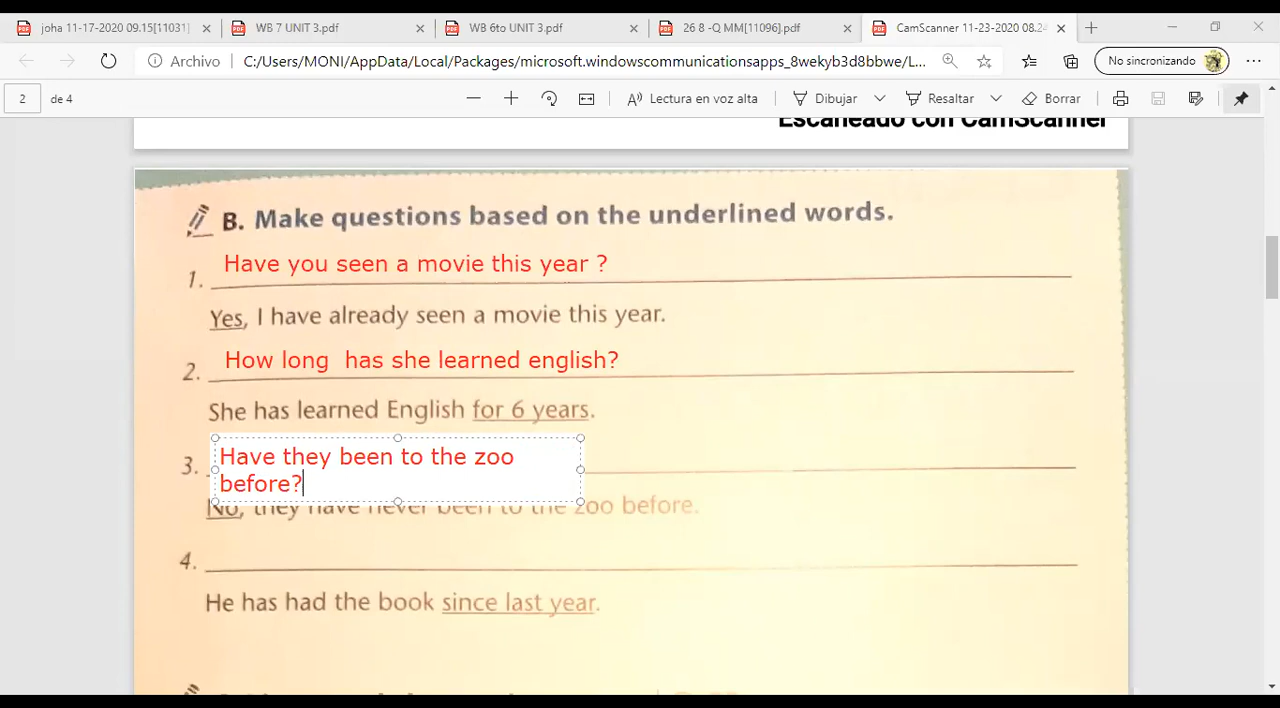 joha 11-17-2020 09.15[11031]
WB 7 UNIT 3.pdf
WB 6to UNIT 3.pdf
26 8 -Q MM[11096].pdf
CamScanner 11-23-2020 08.24
Archivo
C:/Users/MONI/AppData/Local/Packages/microsoft.windowscommunicationsapps_8wekyb3d8bbwe/L...
No sincronizando
2 de 4
Lectura en voz alta
Dibujar
Resaltar
Borrar
Escaneado con CamScanner
B. Make questions based on the underlined words.
1. Have you seen a movie this year ?
Yes, I have already seen a movie this year.
2. How long has she learned english?
She has learned English for 6 years.
3. Have they been to the zoo
before?
No, they have never been to the zoo before.
4.
He has had the book since last year.